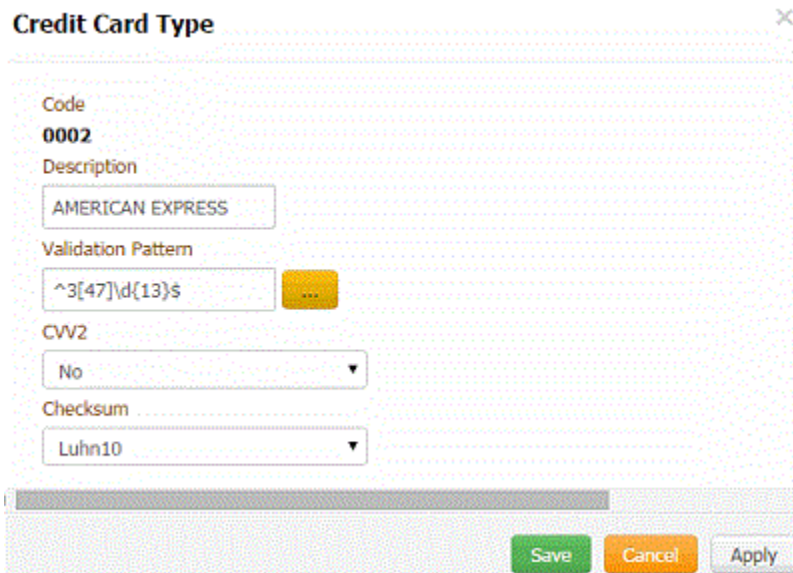 Credit Card Type
Code
0002
Description
AMERICAN EXPRESS
Validation Pattern
^3[47]\d{13}$
...
CVV2
No
Checksum
Luhn10
Save Cancel Apply